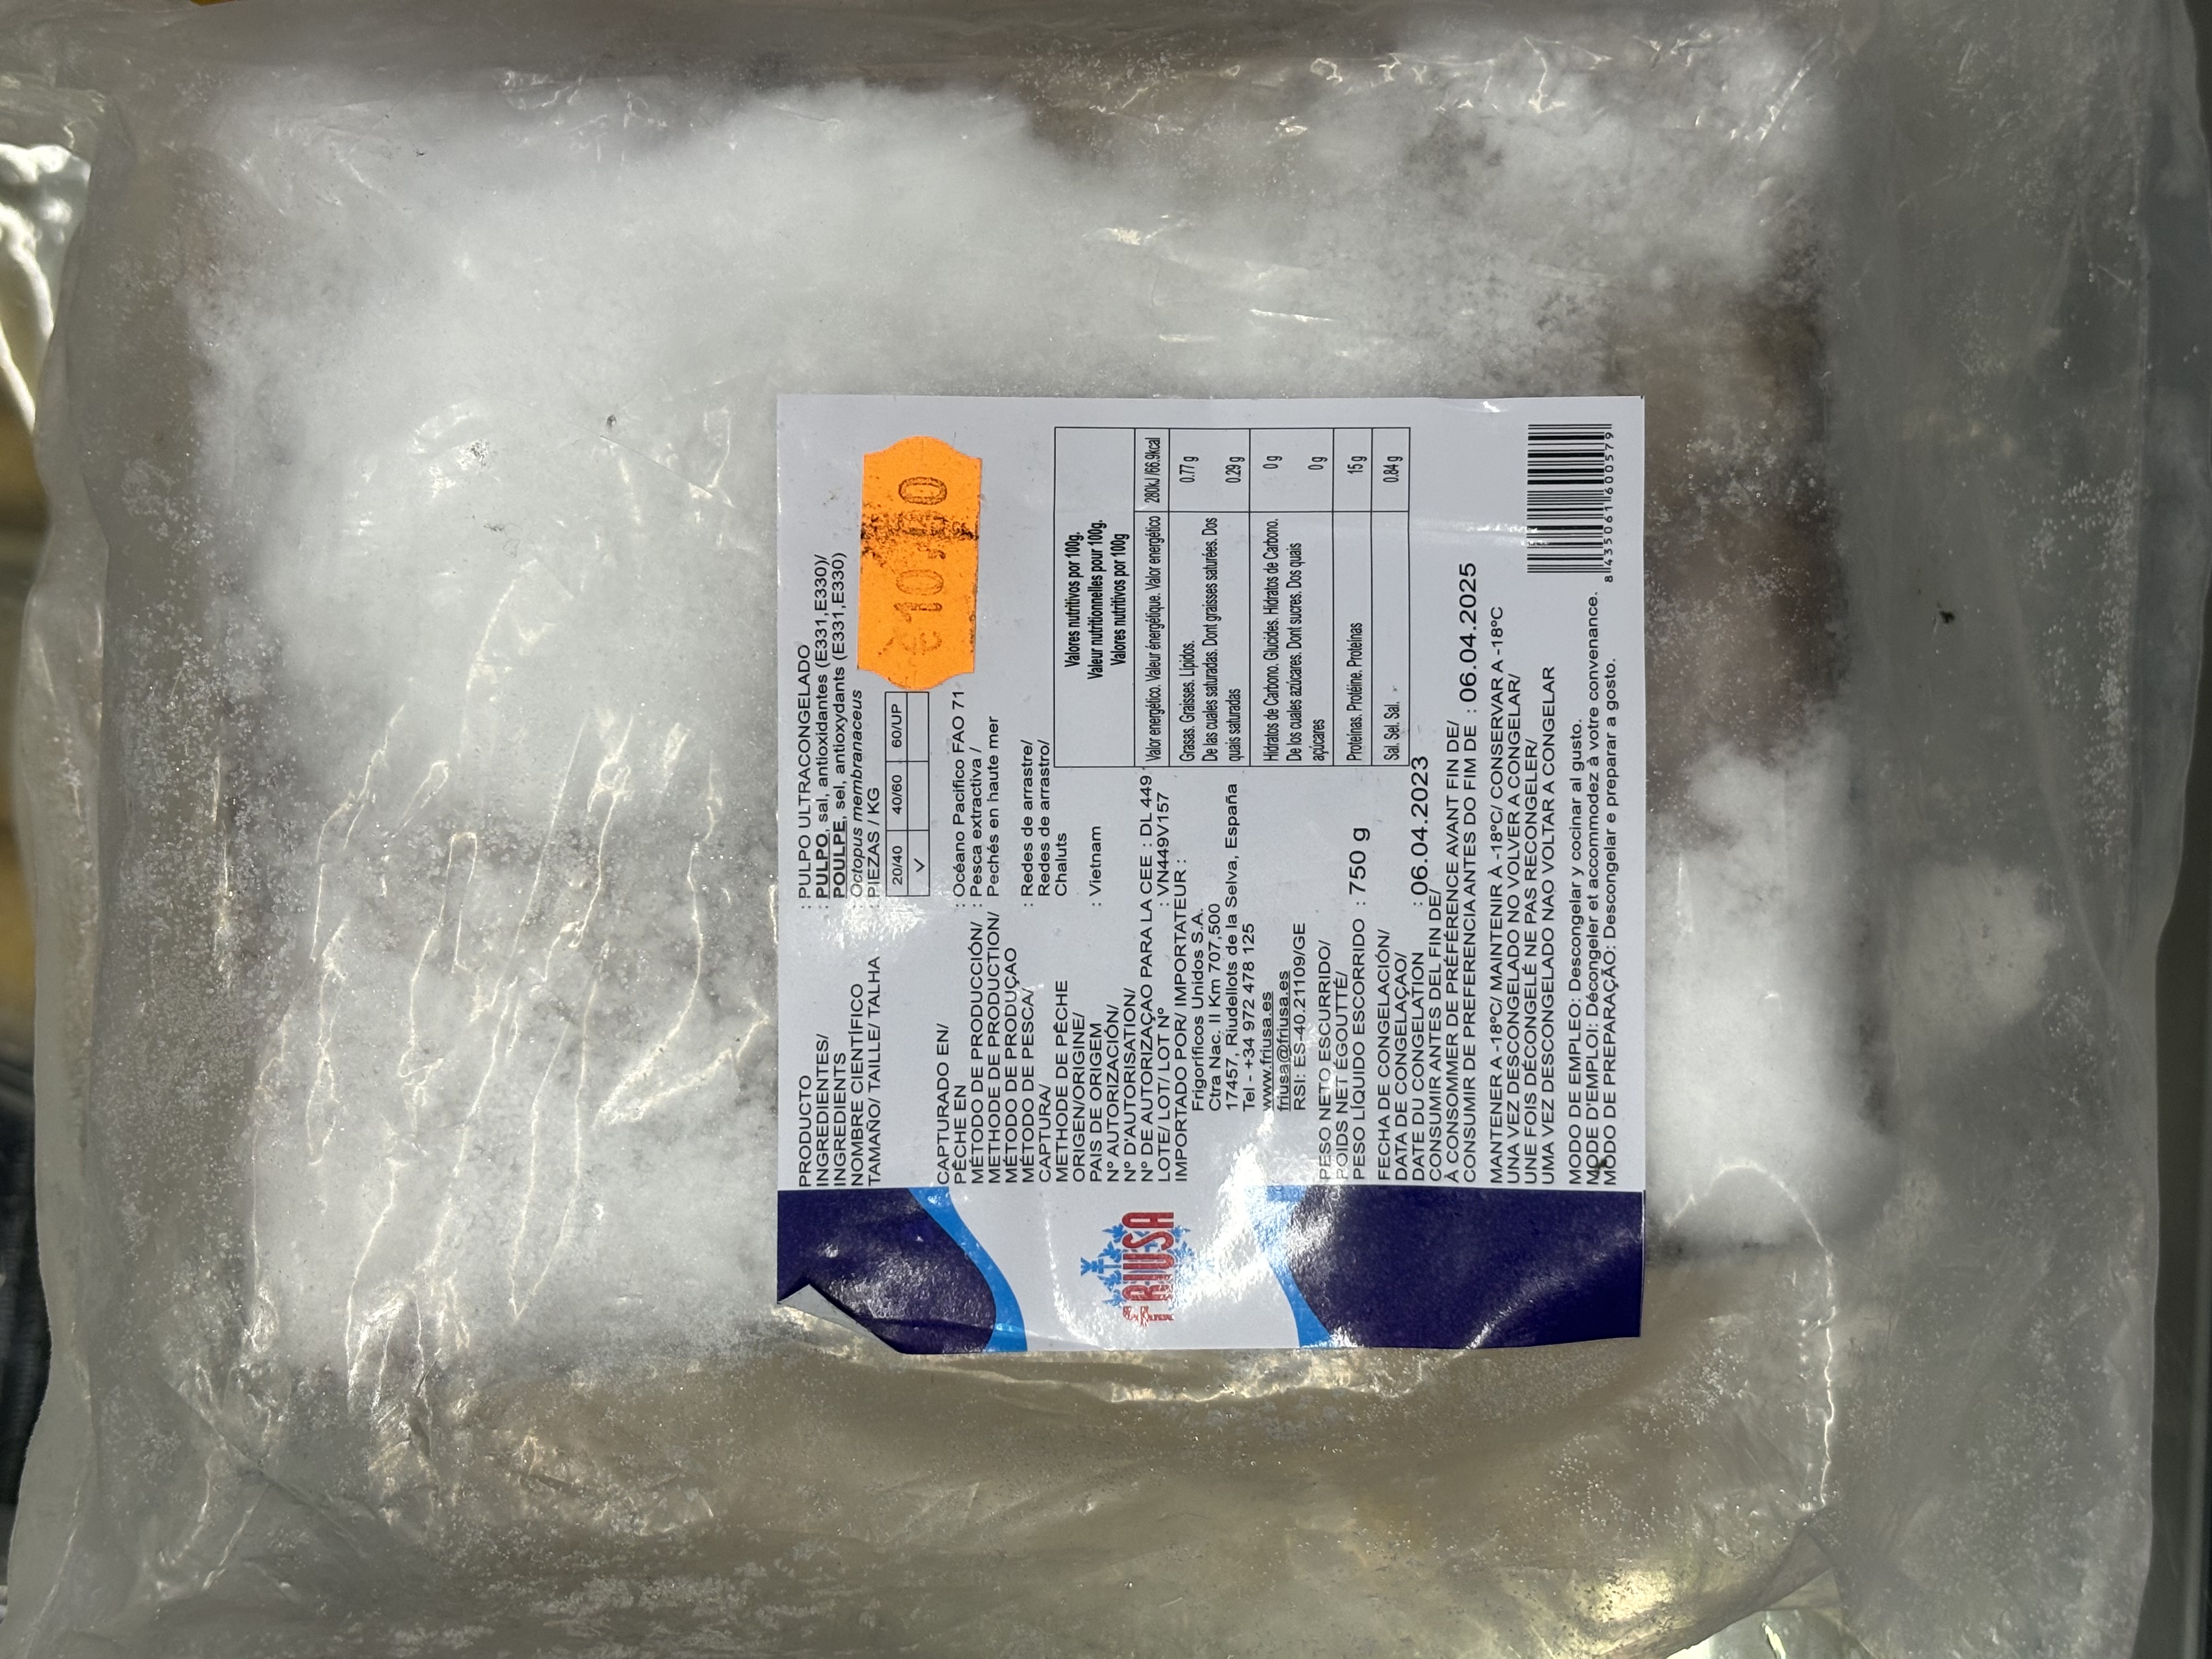 PRODUCTO : PULPO ULTRACONGELADO
INGREDIENTES/ : PULPO, sal, antioxidantes (E331,E330)/
INGREDIENTS POULPE, sel, antioxydants (E331,E330)
NOMBRE CIENTÍFICO : Octopus membranaceus
TAMAÑO/ TAILLE/ TALHA : PIEZAS / KG
20/40 40/60 60/UP
✓
CAPTURADO EN/
PÊCHE EN : Océano Pacifico FAO 71
MÉTODO DE PRODUCCIÓN/ : Pesca extractiva /
METHODE DE PRODUCTION/ Pechés en haute mer
MÉTODO DE PRODUÇAO
MÉTODO DE PESCA/ : Redes de arrastre/
CAPTURA/ Redes de arrastro/
METHODE DE PÊCHE Chaluts
ORIGEN/ORIGINE/
PAIS DE ORIGEM : Vietnam
Nº AUTORIZACIÓN/
Nº D'AUTORISATION/
Nº DE AUTORIZAÇAO PARA LA CEE : DL 449
LOTE/ LOT/ LOT Nº : VN449V157
IMPORTADO POR/ IMPORTATEUR :
Frigoríficos Unidos S.A.
Ctra Nac. II Km 707,500
17457, Riudellots de la Selva, España
Tel - +34 972 478 125
www.friusa.es
friusa@friusa.es
RSI: ES-40.21109/GE
PESO NETO ESCURRIDO/
POIDS NET ÉGOUTTÉ/
PESO LÍQUIDO ESCORRIDO : 750 g
FECHA DE CONGELACIÓN/
DATA DE CONGELAÇAO/
DATE DU CONGELATION : 06.04.2023
CONSUMIR ANTES DEL FIN DE/
À CONSOMMER DE PRÉFÉRENCE AVANT FIN DE/
CONSUMIR DE PREFERENCIA ANTES DO FIM DE : 06.04.2025
MANTENER A -18ºC/ MAINTENIR À -18ºC/ CONSERVAR A -18ºC
UNA VEZ DESCONGELADO NO VOLVER A CONGELAR/
UNE FOIS DÉCONGELÉ NE PAS RECONGELER/
UMA VEZ DESCONGELADO NAO VOLTAR A CONGELAR
MODO DE EMPLEO: Descongelar y cocinar al gusto.
MODE D'EMPLOI: Décongeler et accommodez à votre convenance.
MODO DE PREPARAÇÃO: Descongelar e preparar a gosto.
FRIUSA
Valores nutritivos por 100g.
Valeur nutritionnelles pour 100g.
Valores nutritivos por 100g
Valor energético. Valeur énergétique. Valor energético 280kJ /66.9kcal
Grasas. Graisses. Lípidos. 0.77 g
De las cuales saturadas. Dont graisses saturées. Dos
quais saturadas 0.29 g
Hidratos de Carbono. Glucides. Hidratos de Carbono. 0 g
De los cuales azúcares. Dont sucres. Dos quais
açúcares 0 g
Proteínas. Protéine. Proteínas 15 g
Sal. Sel. Sal. 0.84 g
8 435061 600579